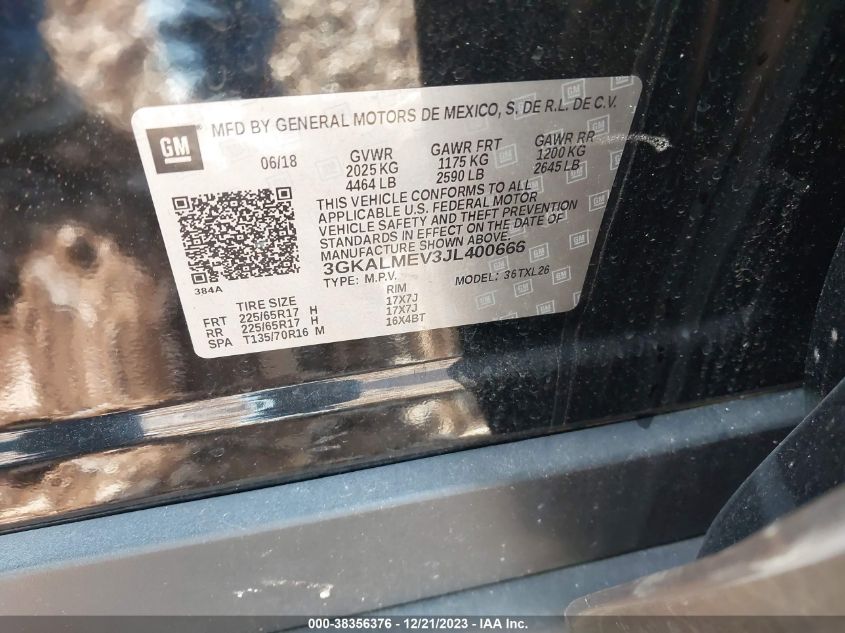 GM MFD BY GENERAL MOTORS DE MEXICO, S. DE R.L. DE C.V.
06/18 GVWR GAWR FRT GAWR RR
2025 KG 1175 KG 1200 KG
4464 LB 2590 LB 2645 LB
THIS VEHICLE CONFORMS TO ALL
APPLICABLE U.S. FEDERAL MOTOR
VEHICLE SAFETY AND THEFT PREVENTION
STANDARDS IN EFFECT ON THE DATE OF
MANUFACTURE SHOWN ABOVE.
3GKALMEV3JL400666
384A TYPE: M.P.V. MODEL: 36TXL26
TIRE SIZE RIM
FRT 225/65R17 H 17X7J
RR 225/65R17 H 17X7J
SPA T135/70R16 M 16X4BT
000-38356376 - 12/21/2023 - IAA Inc.